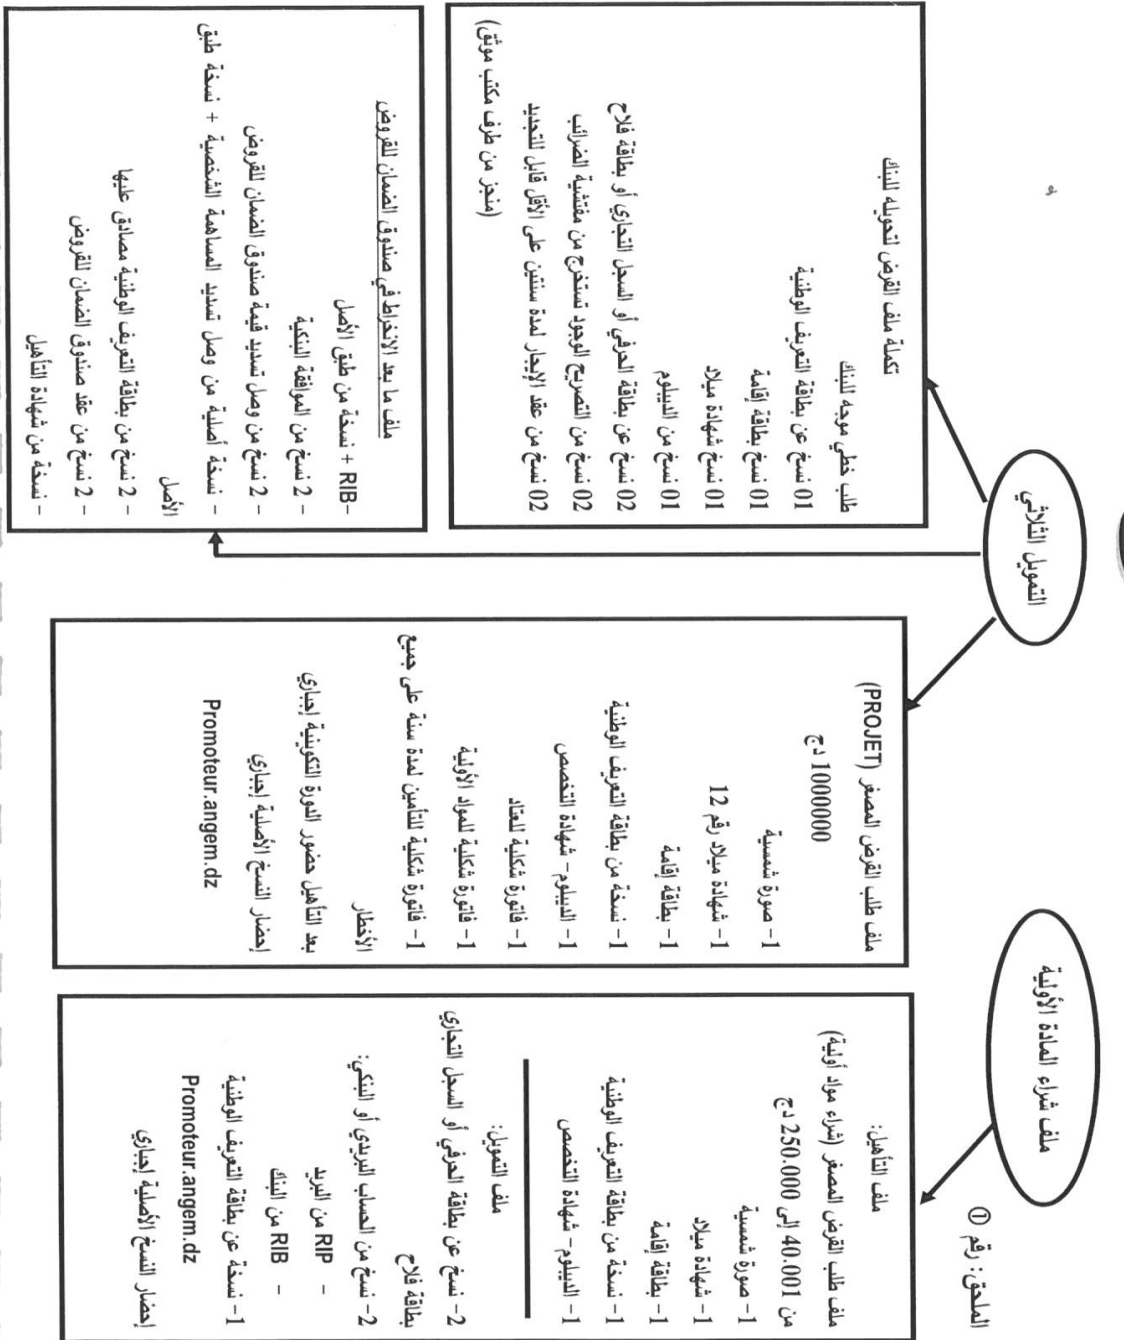 الملحق: رقم ①
ملف شراء المادة الأولية
التمويل الثلاثي
ملف التأهيل:
ملف طلب القرض المصغر (شراء مواد أولية)
من 40.001 إلى 250.000 دج
1- صورة شمسية
1- شهادة ميلاد
1- بطاقة إقامة
1- نسخة من بطاقة التعريف الوطنية
1- الديبلوم- شهادة التخصص
ملف التمويل:
2- نسخ عن بطاقة الحرفي أو السجل التجاري
بطاقة فلاح
2- نسخ من الحساب البريدي أو البنكي:
- RIP من البريد
- RIB من البنك
1- نسخة عن بطاقة التعريف الوطنية
Promoteur.angem.dz
إحضار النسخ الأصلية إجباري
ملف طلب القرض المصغر (PROJET)
1000000 دج
1- صورة شمسية
1- شهادة ميلاد رقم 12
1- بطاقة إقامة
1- نسخة من بطاقة التعريف الوطنية
1- الديبلوم- شهادة التخصص
1- فاتورة شكلية للعتاد
1- فاتورة شكلية للمواد الأولية
1- فاتورة شكلية للتأمين لمدة سنة على جميع
الأخطار
بعد التأهيل حضور الدورة التكوينية إجباري
إحضار النسخ الأصلية إجباري
Promoteur.angem.dz
تكملة ملف القرض لتحويله للبنك
طلب خطي موجه للبنك
01 نسخ عن بطاقة التعريف الوطنية
01 نسخ بطاقة إقامة
01 نسخ شهادة ميلاد
01 نسخ من الديبلوم
02 نسخ عن بطاقة الحرفي أو السجل التجاري أو بطاقة فلاح
02 نسخ من التصريح الوجود تستخرج من مفتشية الضرائب
02 نسخ من عقد الإيجار لمدة سنتين على الأقل قابل للتجديد
(منجز من طرف مكتب موثق)
ملف ما بعد الانخراط في صندوق الضمان للقروض
-RIB + نسخة من طبق الأصل
- 2 نسخ من الموافقة البنكية
- 2 نسخ من وصل تسديد قيمة صندوق الضمان للقروض
- نسخة أصلية من وصل تسديد المساهمة الشخصية + نسخة طبق
الأصل
- 2 نسخ من بطاقة التعريف الوطنية مصادق عليها
- 2 نسخ من عقد صندوق الضمان للقروض
- نسخة من شهادة التأهيل